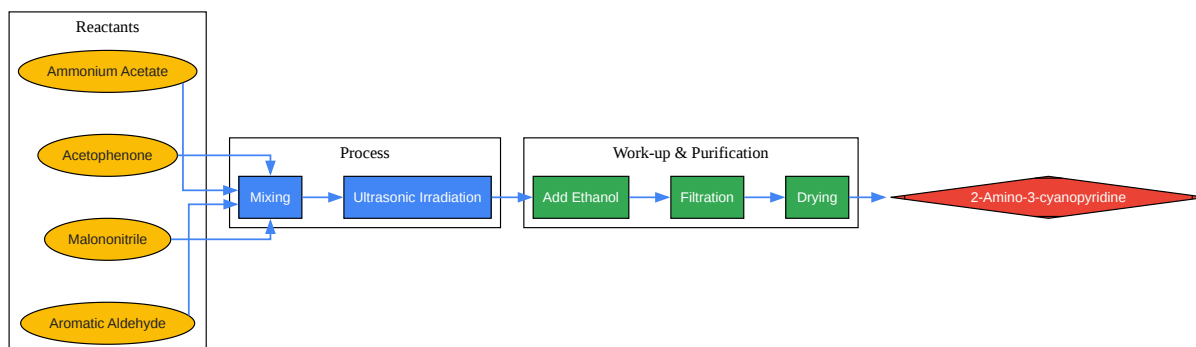 Reactants
Ammonium Acetate
Acetophenone
Malononitrile
Aromatic Aldehyde
Process
Mixing
Ultrasonic Irradiation
Work-up & Purification
Add Ethanol
Filtration
Drying
2-Amino-3-cyanopyridine